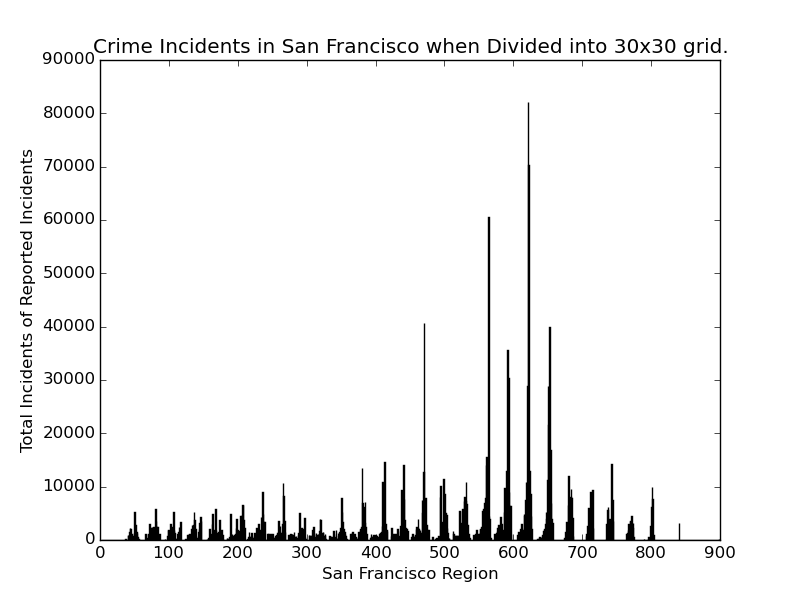 Crime Incidents in San Francisco when Divided into 30x30 grid.
90000
80000
70000
60000
50000
40000
30000
20000
10000
0
Total Incidents of Reported Incidents
0 100 200 300 400 500 600 700 800 900
San Francisco Region